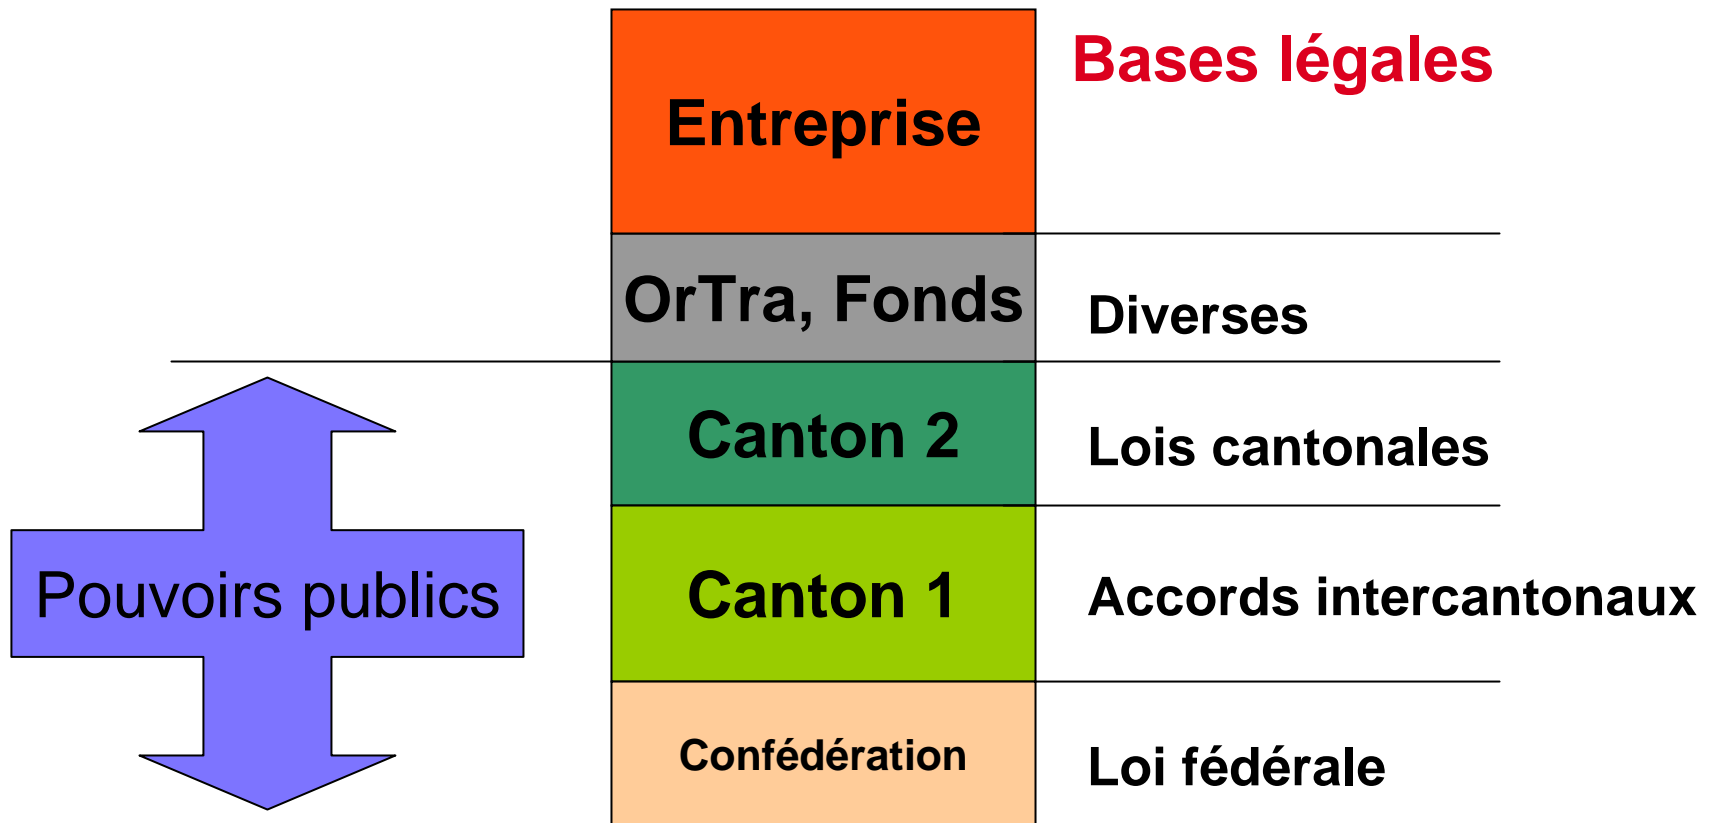 Bases légales
Entreprise
OrTra, Fonds
Diverses
Canton 2
Lois cantonales
Pouvoirs publics
Canton 1
Accords intercantonaux
Confédération
Loi fédérale